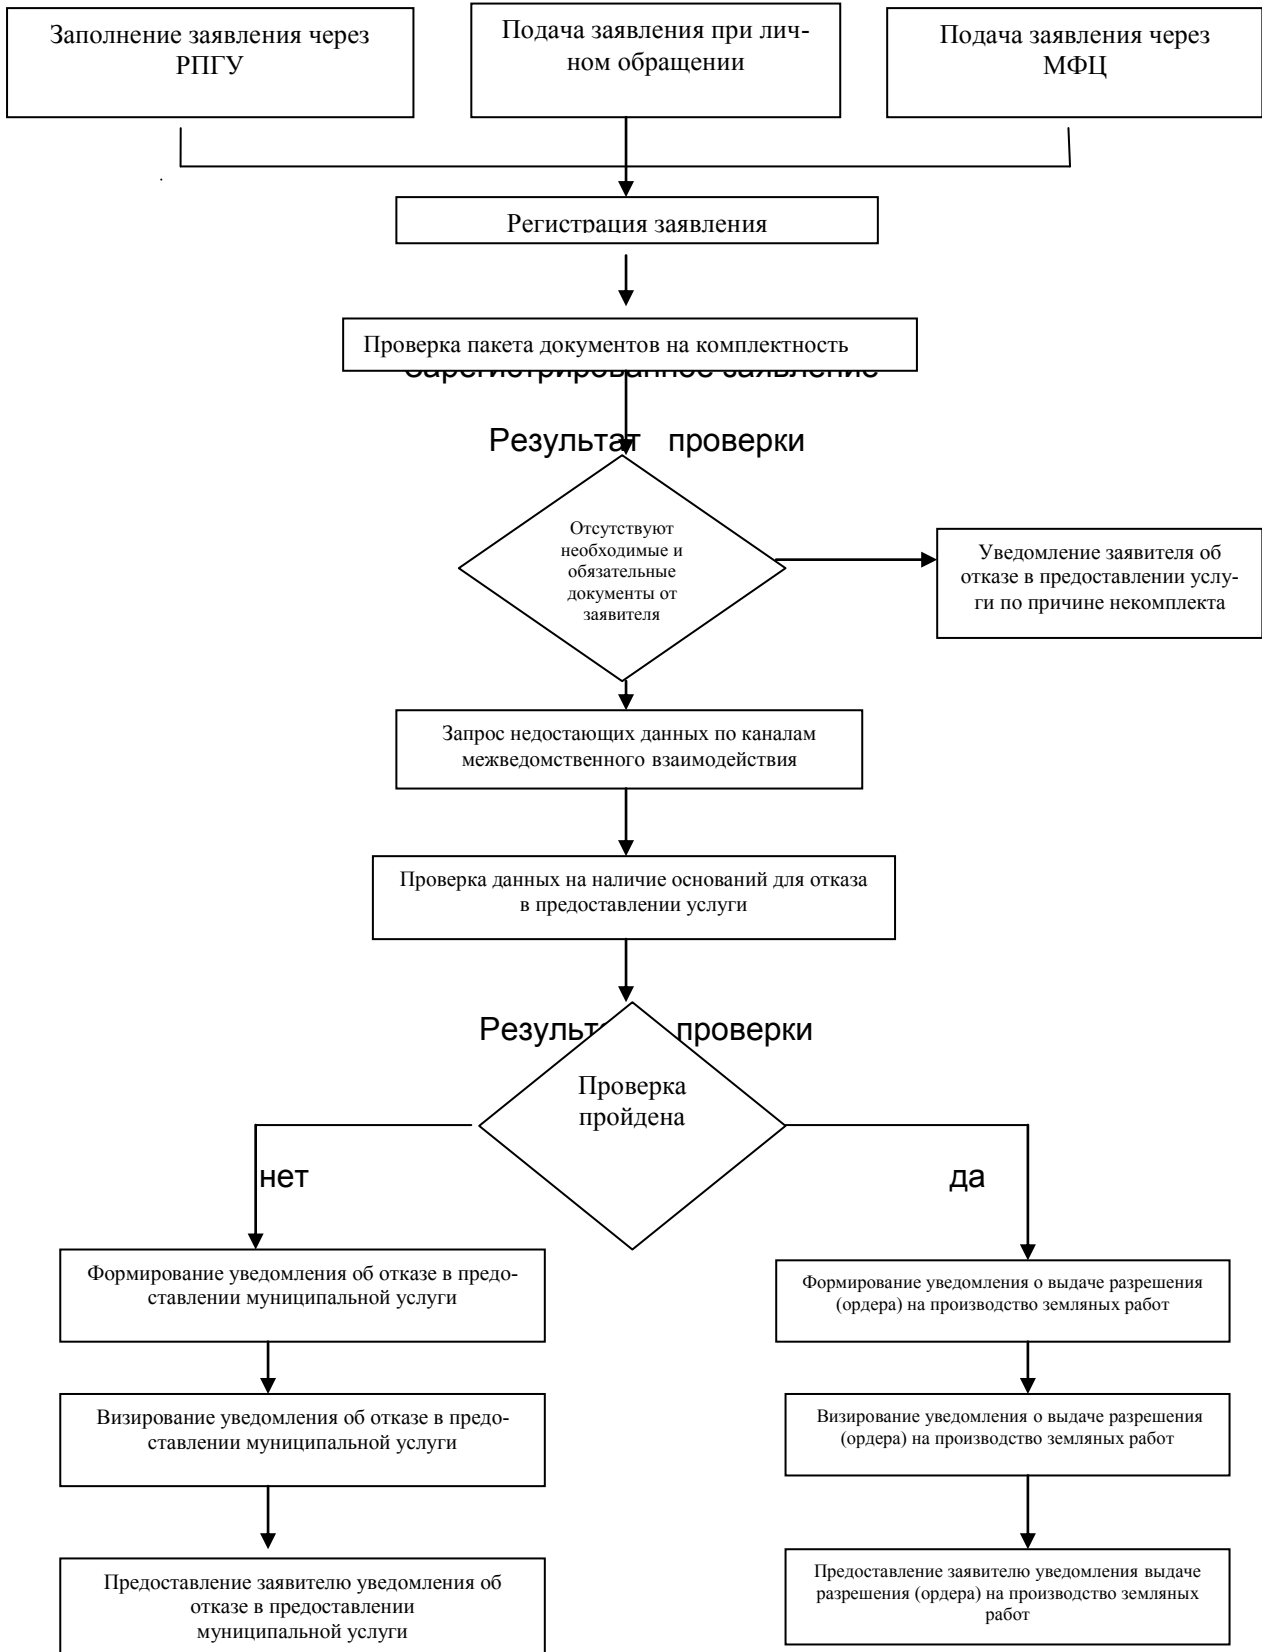 Заполнение заявления через
РПГУ
Подача заявления при лич-
ном обращении
Подача заявления через
МФЦ
Регистрация заявления
Проверка пакета документов на комплектность
Зарегистрированное заявление
Результат проверки
Отсутствуют
необходимые и
обязательные
документы от
заявителя
Уведомление заявителя об
отказе в предоставлении услу-
ги по причине некомплекта
Запрос недостающих данных по каналам
межведомственного взаимодействия
Проверка данных на наличие оснований для отказа
в предоставлении услуги
Результа проверки
Проверка
пройдена
нет
да
Формирование уведомления об отказе в предо-
ставлении муниципальной услуги
Формирование уведомления о выдаче разрешения
(ордера) на производство земляных работ
Визирование уведомления об отказе в предо-
ставлении муниципальной услуги
Визирование уведомления о выдаче разрешения
(ордера) на производство земляных работ
Предоставление заявителю уведомления об
отказе в предоставлении
муниципальной услуги
Предоставление заявителю уведомления выдаче
разрешения (ордера) на производство земляных
работ